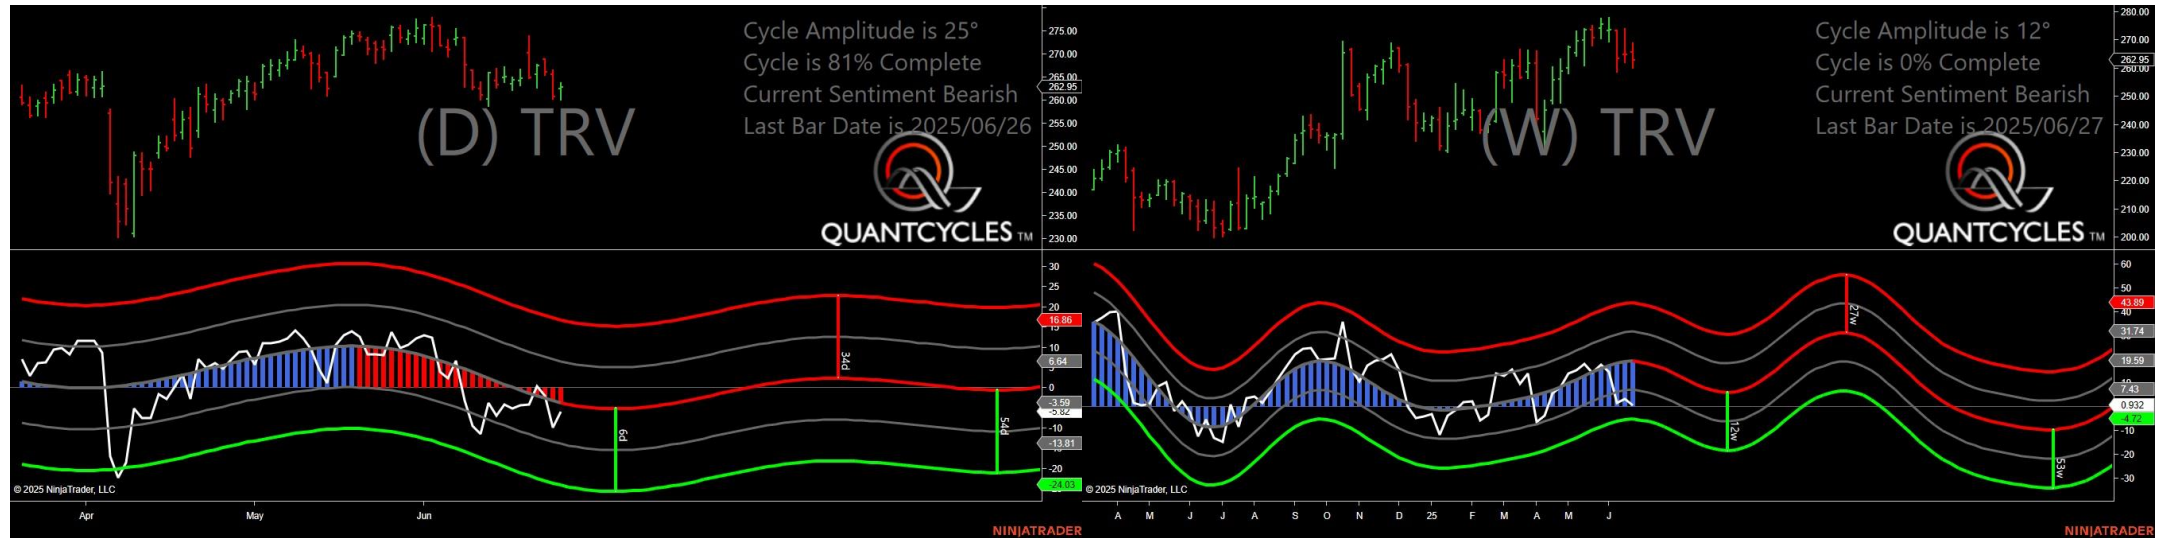 Cycle Amplitude is 25°
Cycle is 81% Complete
Current Sentiment Bearish
Last Bar Date is 2025/06/26
(D) TRV
QUANTCYCLES TM
275.00
270.00
265.00
262.95
260.00
255.00
250.00
245.00
240.00
235.00
230.00
30
25
20
16.86
15
10
6.64
5
0
-3.59
-5.82
-10
-13.81
-20
-24.03
6d
34d
54d
© 2025 NinjaTrader, LLC
Apr
May
Jun
NINJATRADER
Cycle Amplitude is 12°
Cycle is 0% Complete
Current Sentiment Bearish
Last Bar Date is 2025/06/27
(W) TRV
QUANTCYCLES TM
280.00
270.00
262.95
260.00
250.00
240.00
230.00
220.00
210.00
200.00
60
50
43.89
40
31.74
19.59
7.43
0.932
-4.72
-10
-20
-30
12w
27w
53w
© 2025 NinjaTrader, LLC
A M J J A S O N D 25 F M A M J
NINJATRADER